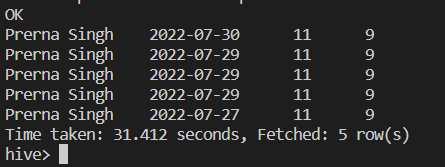 OK
Prerna Singh    2022-07-30      11      9
Prerna Singh    2022-07-29      11      9
Prerna Singh    2022-07-29      11      9
Prerna Singh    2022-07-29      11      9
Prerna Singh    2022-07-27      11      9
Time taken: 31.412 seconds, Fetched: 5 row(s)
hive>